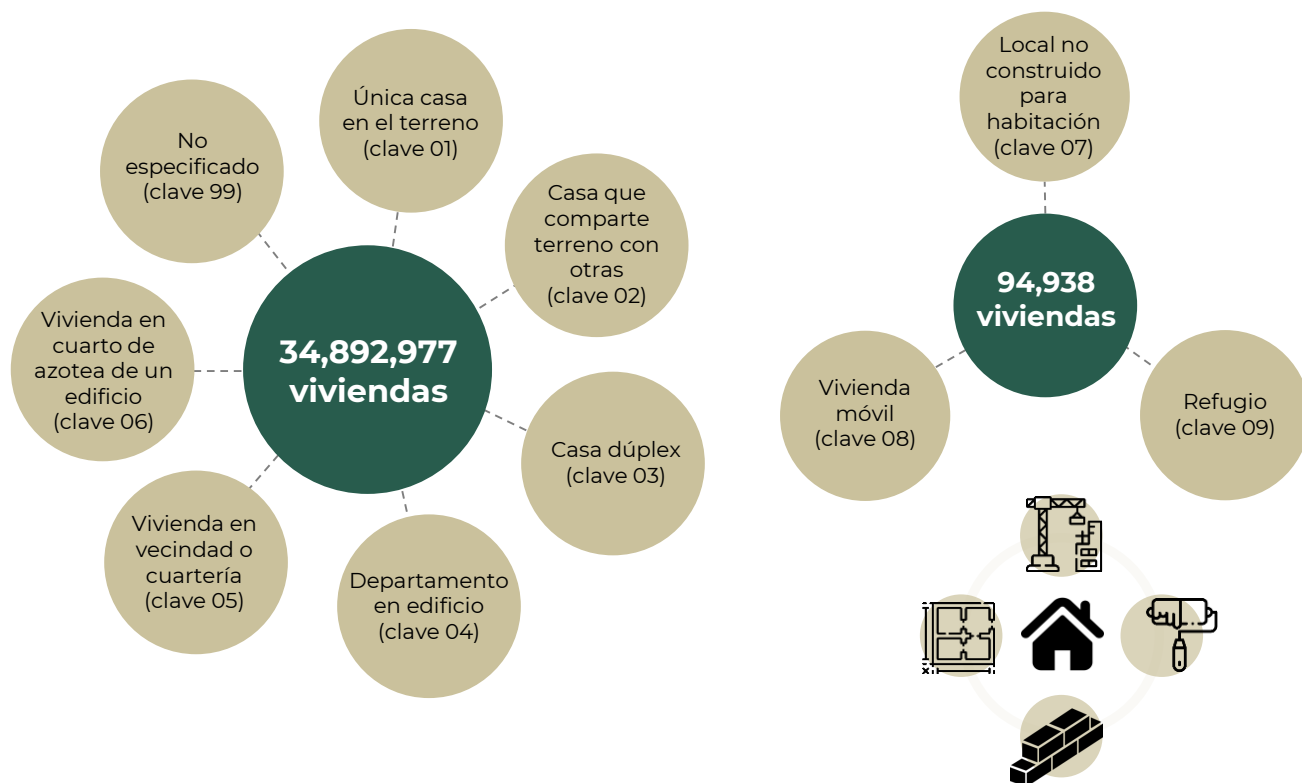 34,892,977
viviendas
Única casa
en el terreno
(clave 01)
Casa que
comparte
terreno con
otras
(clave 02)
Casa dúplex
(clave 03)
Departamento
en edificio
(clave 04)
Vivienda en
vecindad o
cuartería
(clave 05)
Vivienda en
cuarto de
azotea de un
edificio
(clave 06)
No
especificado
(clave 99)
94,938
viviendas
Local no
construido
para
habitación
(clave 07)
Vivienda
móvil
(clave 08)
Refugio
(clave 09)